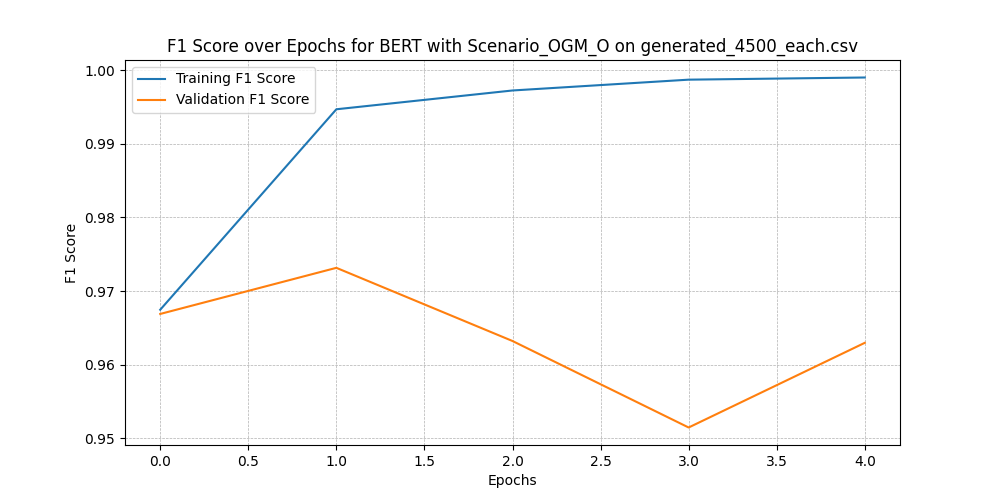 F1 Score over Epochs for BERT with Scenario_OGM_O on generated_4500_each.csv
Training F1 Score
Validation F1 Score
1.00
0.99
0.98
0.97
0.96
0.95
F1 Score
0.0 0.5 1.0 1.5 2.0 2.5 3.0 3.5 4.0
Epochs